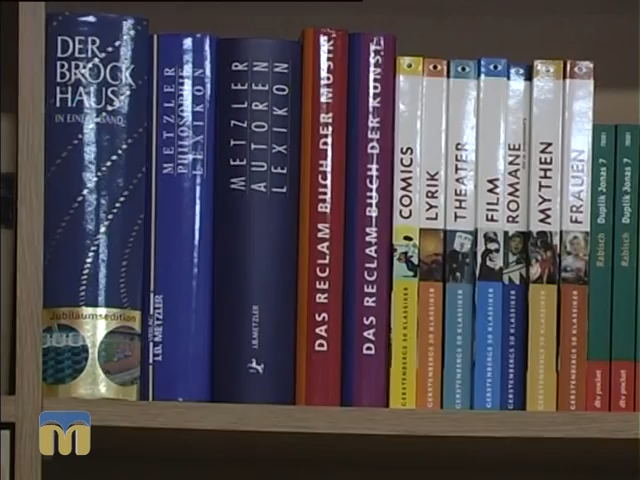 DER
BROCK
HAUS
IN EINEM BAND
Jubiläumsedition
METZLER
PHILOSOPHIE
LEXIKON
VERLAG
J.B. METZLER
METZLER
AUTOREN
LEXIKON
J.B. METZLER
DAS RECLAM BUCH DER MUSIK
DAS RECLAM BUCH DER KUNST
COMICS
GERSTENBERGS 50 KLASSIKER
LYRIK
GERSTENBERGS 50 KLASSIKER
THEATER
GERSTENBERGS 50 KLASSIKER
FILM
GERSTENBERGS 50 KLASSIKER
ROMANE
GERSTENBERGS 50 KLASSIKER
MYTHEN
GERSTENBERGS 50 KLASSIKER
FRAUEN
GERSTENBERGS 50 KLASSIKER
Rabisch Duptik Jonas 7
dtv pocket
Rabisch Duptik Jonas 7
dtv pocket
M